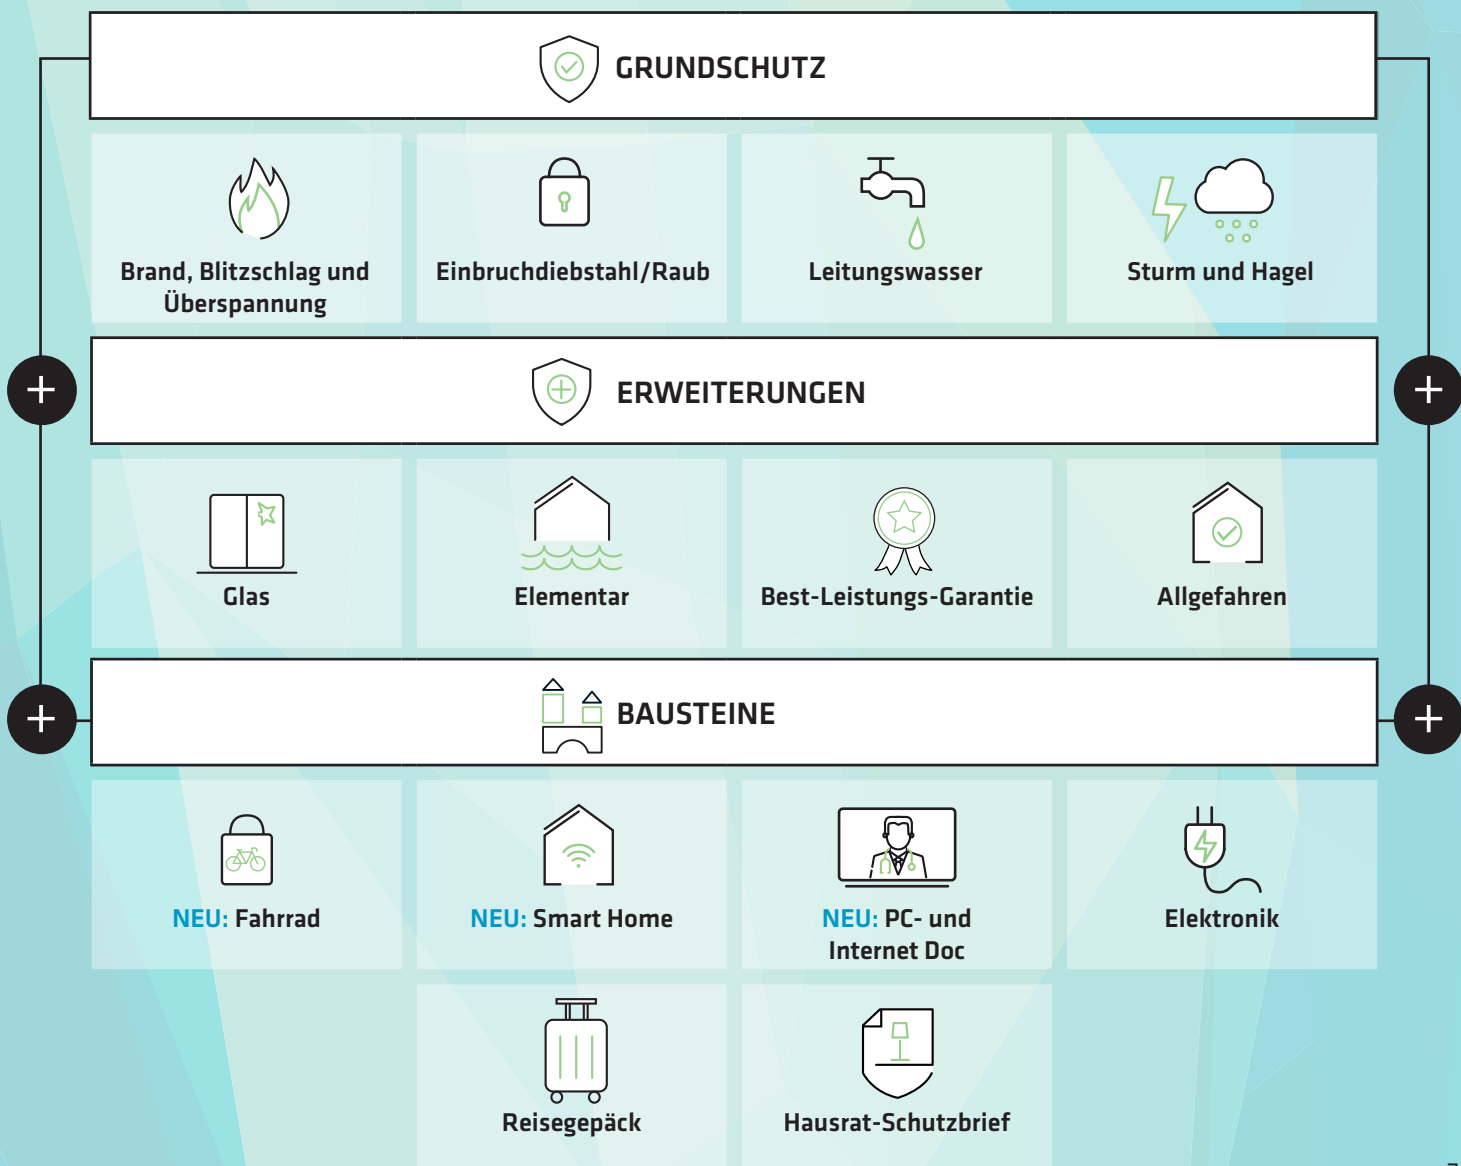 GRUNDSCHUTZ
Brand, Blitzschlag und
Überspannung
Einbruchdiebstahl/Raub
Leitungswasser
Sturm und Hagel
ERWEITERUNGEN
Glas
Elementar
Best-Leistungs-Garantie
Allgefahren
BAUSTEINE
NEU: Fahrrad
NEU: Smart Home
NEU: PC- und
Internet Doc
Elektronik
Reisegepäck
Hausrat-Schutzbrief